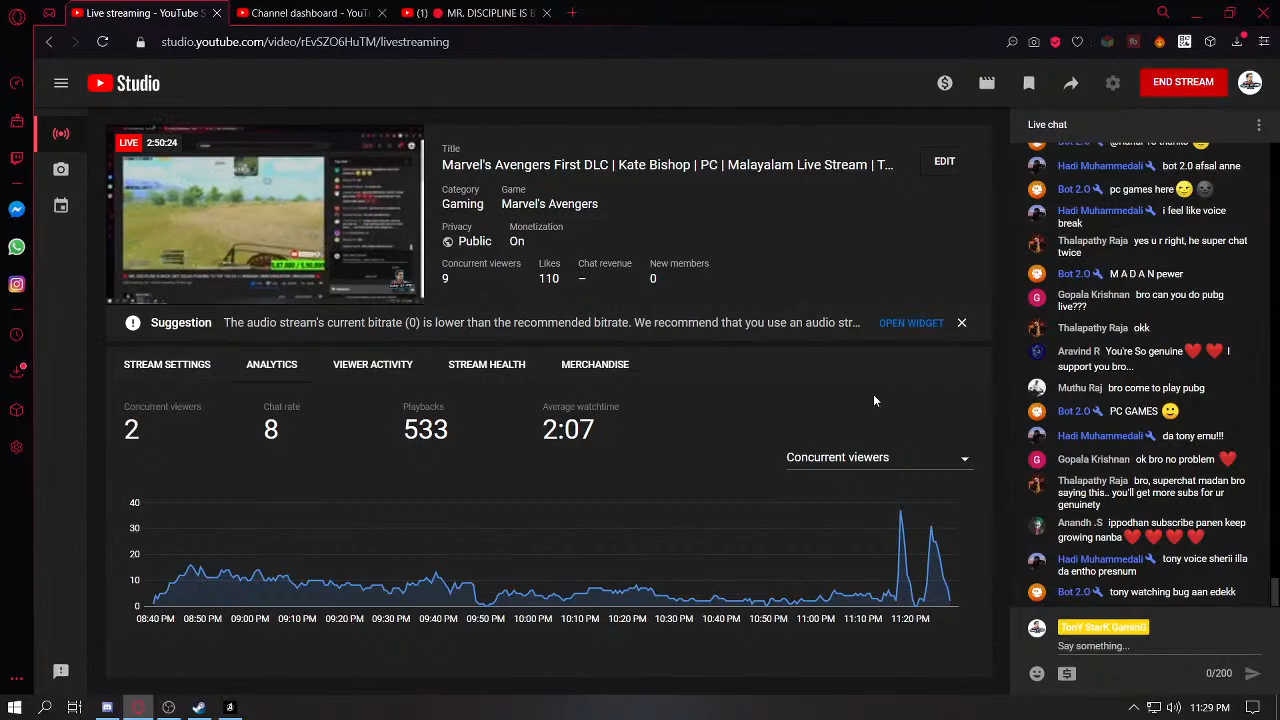 Live streaming - YouTube S
Channel dashboard - YouTu
(1) MR. DISCIPLINE IS B
studio.youtube.com/video/rEvSZO6HuTM/livestreaming
Studio
END STREAM
LIVE 2:50:24
Title
Marvel's Avengers First DLC | Kate Bishop | PC | Malayalam Live Stream | T...
EDIT
Category Game
Gaming Marvel's Avengers
Privacy Monetization
Public On
Concurrent viewers Likes Chat revenue New members
9 110 – 0
Suggestion The audio stream's current bitrate (0) is lower than the recommended bitrate. We recommend that you use an audio str... OPEN WIDGET
STREAM SETTINGS ANALYTICS VIEWER ACTIVITY STREAM HEALTH MERCHANDISE
Concurrent viewers Chat rate Playbacks Average watchtime
2 8 533 2:07
Concurrent viewers
40
30
20
10
0
08:40 PM 08:50 PM 09:00 PM 09:10 PM 09:20 PM 09:30 PM 09:40 PM 09:50 PM 10:00 PM 10:10 PM 10:20 PM 10:30 PM 10:40 PM 10:50 PM 11:00 PM 11:10 PM 11:20 PM
Live chat
Hadi Muhammedali bot 2.0 afsal aano
pc games here
Hadi Muhammedali i feel like we
break
Thalapathy Raja yes u r right, he asked
twice
Bot 2.O M A D A N pewer
Gopala Krishnan bro can you do pubg
live???
Thalapathy Raja okk
Aravind R You're So genuine ❤️ ❤️ I
support you bro...
Muthu Raj bro come to play pubg
Bot 2.O PC GAMES 🙂
Hadi Muhammedali da tony emu!!!
Gopala Krishnan ok bro no problem ❤️
Thalapathy Raja bro, superchat madan bro
saying this.. you'll get more subs for ur
genuinety
Anandh .S ippodhan subscribe panen keep
growing nanba ❤️ ❤️ ❤️ ❤️
Hadi Muhammedali tony voice sherii illa
da entho presnum
Bot 2.O tony watching bug aan edekk
TonY StarK GaminG
Say something...
0/200
11:29 PM